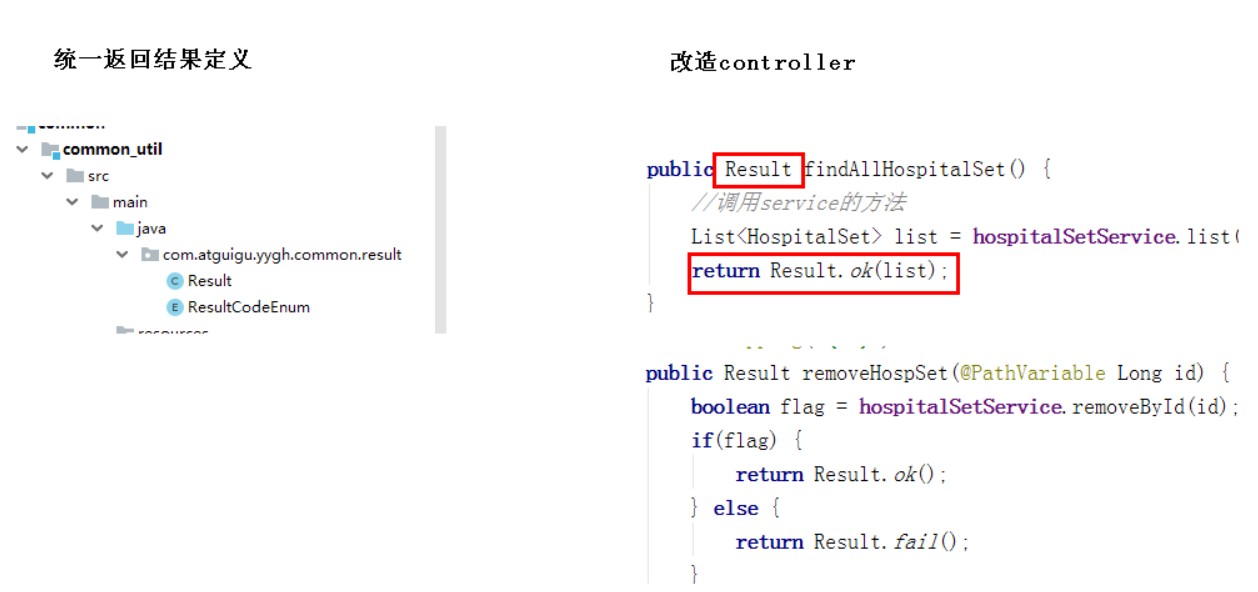 统一返回结果定义
改造controller
common
common_util
src
main
java
com.atguigu.yygh.common.result
Result
ResultCodeEnum
resources
public Result findAllHospitalSet() {
//调用service的方法
List<HospitalSet> list = hospitalSetService.list(
return Result.ok(list);
}
public Result removeHospSet(@PathVariable Long id) {
boolean flag = hospitalSetService.removeById(id);
if(flag) {
return Result.ok();
} else {
return Result.fail();
}